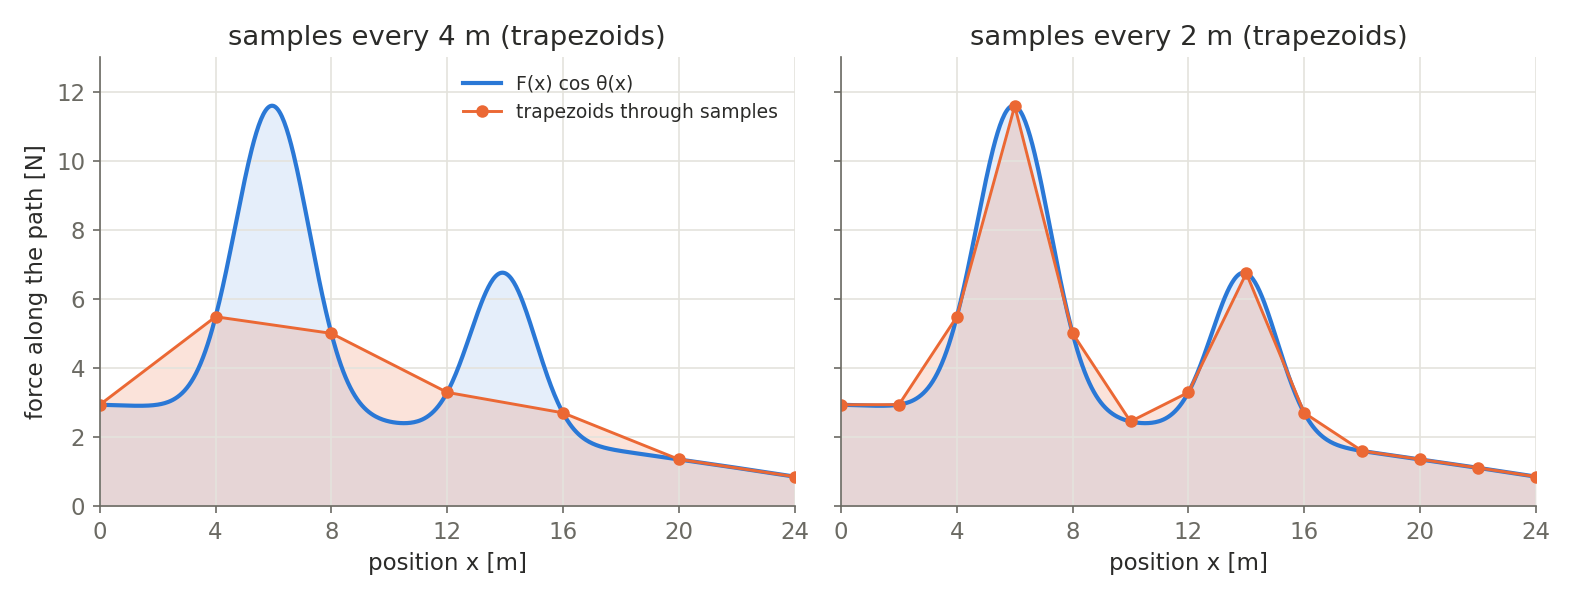 samples every 4 m (trapezoids)
samples every 2 m (trapezoids)
F(x) cos θ(x)
trapezoids through samples
force along the path [N]
12
10
8
6
4
2
0
0 4 8 12 16 20 24
0 4 8 12 16 20 24
position x [m]
position x [m]